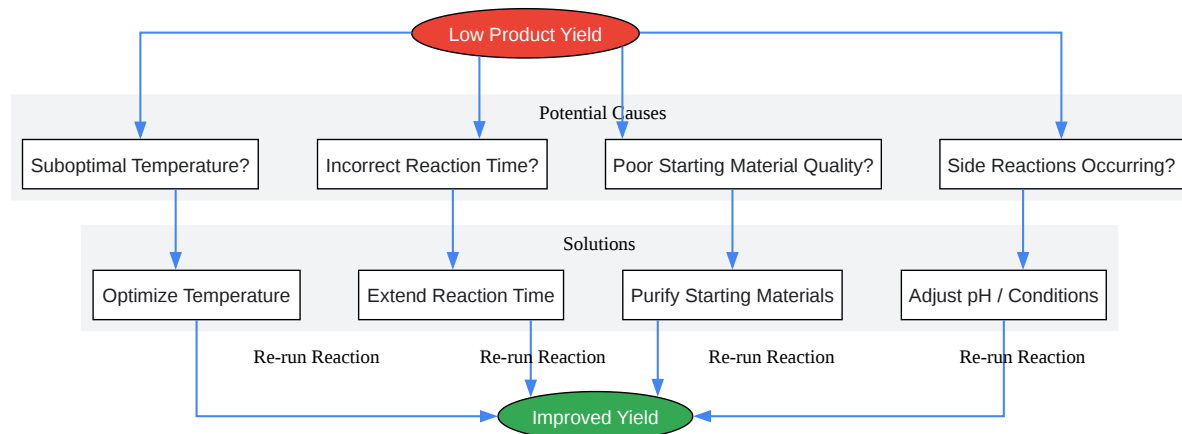 Low Product Yield
Potential Causes
Suboptimal Temperature?
Incorrect Reaction Time?
Poor Starting Material Quality?
Side Reactions Occurring?
Solutions
Optimize Temperature
Extend Reaction Time
Purify Starting Materials
Adjust pH / Conditions
Re-run Reaction
Re-run Reaction
Re-run Reaction
Re-run Reaction
Improved Yield